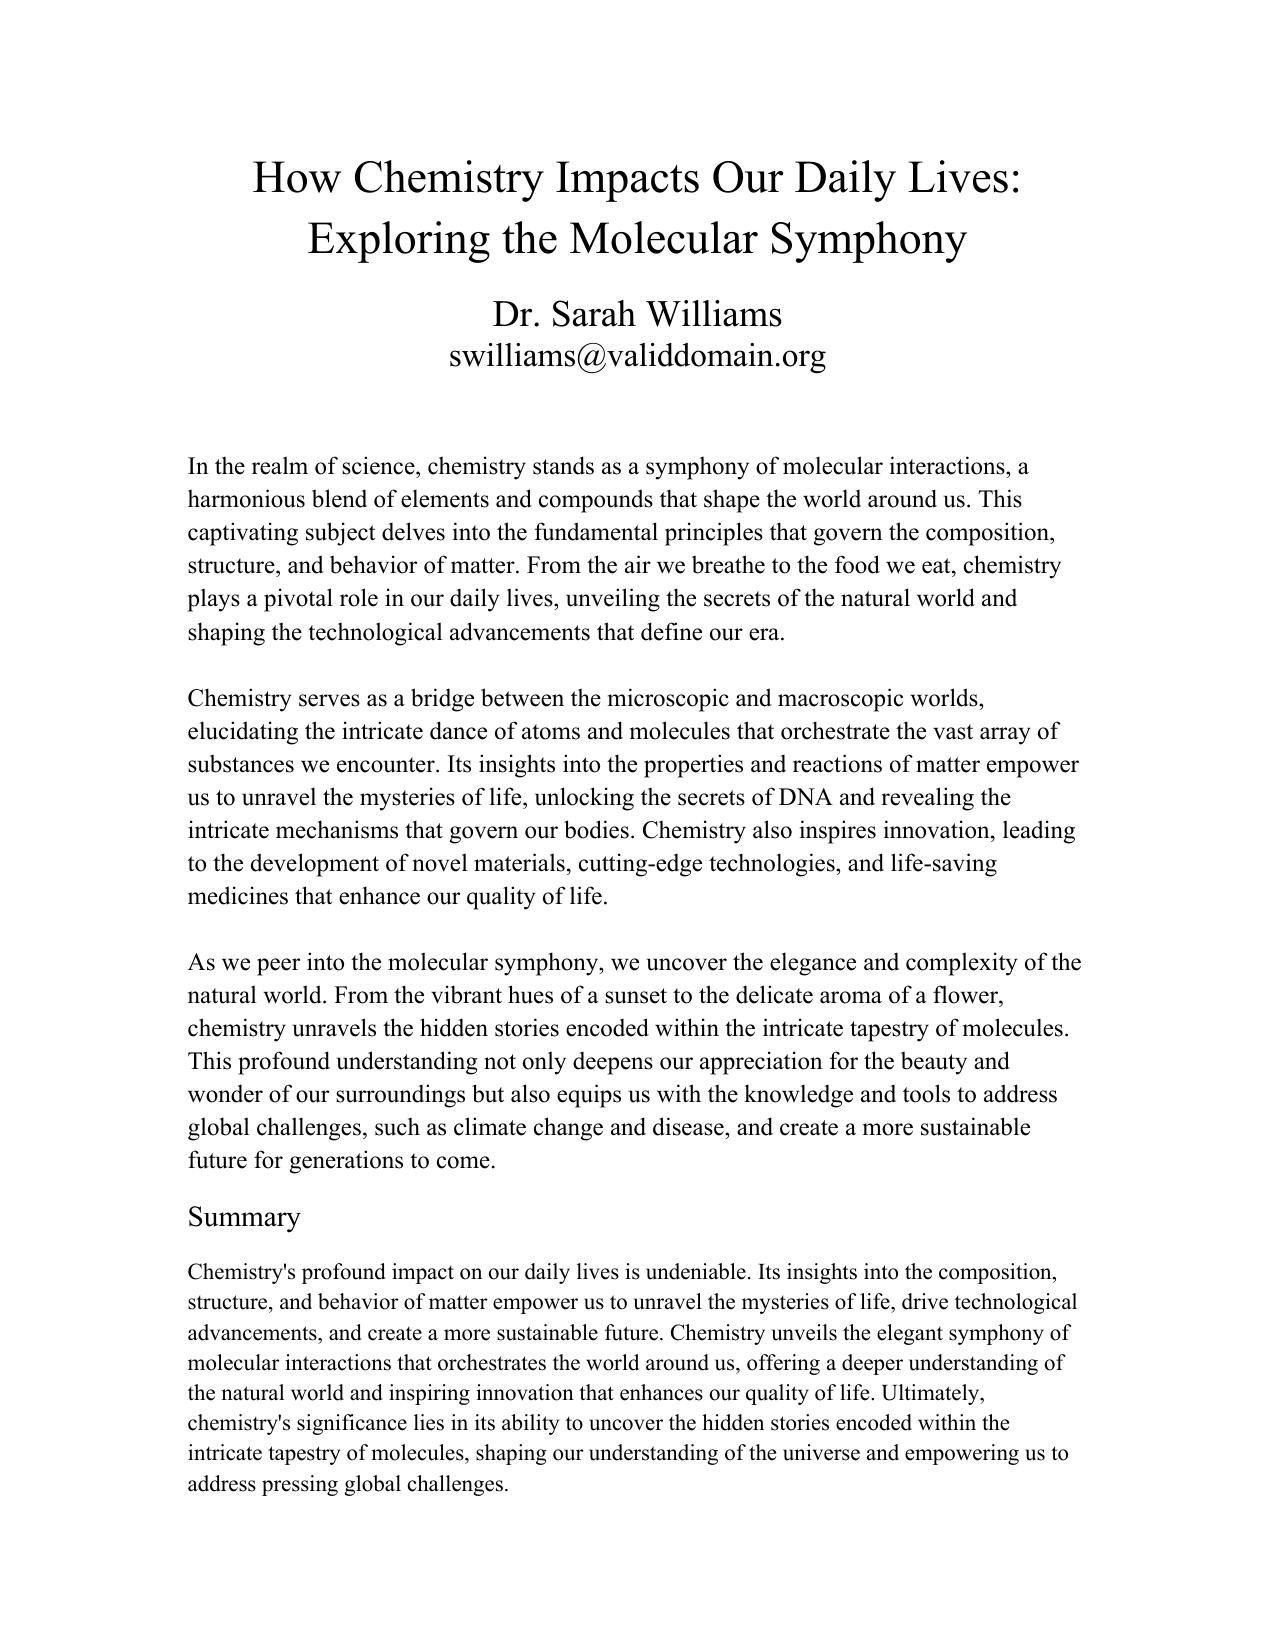 How Chemistry Impacts Our Daily Lives:
Exploring the Molecular Symphony
Dr. Sarah Williams
swilliams@validdomain.org
In the realm of science, chemistry stands as a symphony of molecular interactions, a
harmonious blend of elements and compounds that shape the world around us. This
captivating subject delves into the fundamental principles that govern the composition,
structure, and behavior of matter. From the air we breathe to the food we eat, chemistry
plays a pivotal role in our daily lives, unveiling the secrets of the natural world and
shaping the technological advancements that define our era.
Chemistry serves as a bridge between the microscopic and macroscopic worlds,
elucidating the intricate dance of atoms and molecules that orchestrate the vast array of
substances we encounter. Its insights into the properties and reactions of matter empower
us to unravel the mysteries of life, unlocking the secrets of DNA and revealing the
intricate mechanisms that govern our bodies. Chemistry also inspires innovation, leading
to the development of novel materials, cutting-edge technologies, and life-saving
medicines that enhance our quality of life.
As we peer into the molecular symphony, we uncover the elegance and complexity of the
natural world. From the vibrant hues of a sunset to the delicate aroma of a flower,
chemistry unravels the hidden stories encoded within the intricate tapestry of molecules.
This profound understanding not only deepens our appreciation for the beauty and
wonder of our surroundings but also equips us with the knowledge and tools to address
global challenges, such as climate change and disease, and create a more sustainable
future for generations to come.
Summary
Chemistry's profound impact on our daily lives is undeniable. Its insights into the composition,
structure, and behavior of matter empower us to unravel the mysteries of life, drive technological
advancements, and create a more sustainable future. Chemistry unveils the elegant symphony of
molecular interactions that orchestrates the world around us, offering a deeper understanding of
the natural world and inspiring innovation that enhances our quality of life. Ultimately,
chemistry's significance lies in its ability to uncover the hidden stories encoded within the
intricate tapestry of molecules, shaping our understanding of the universe and empowering us to
address pressing global challenges.